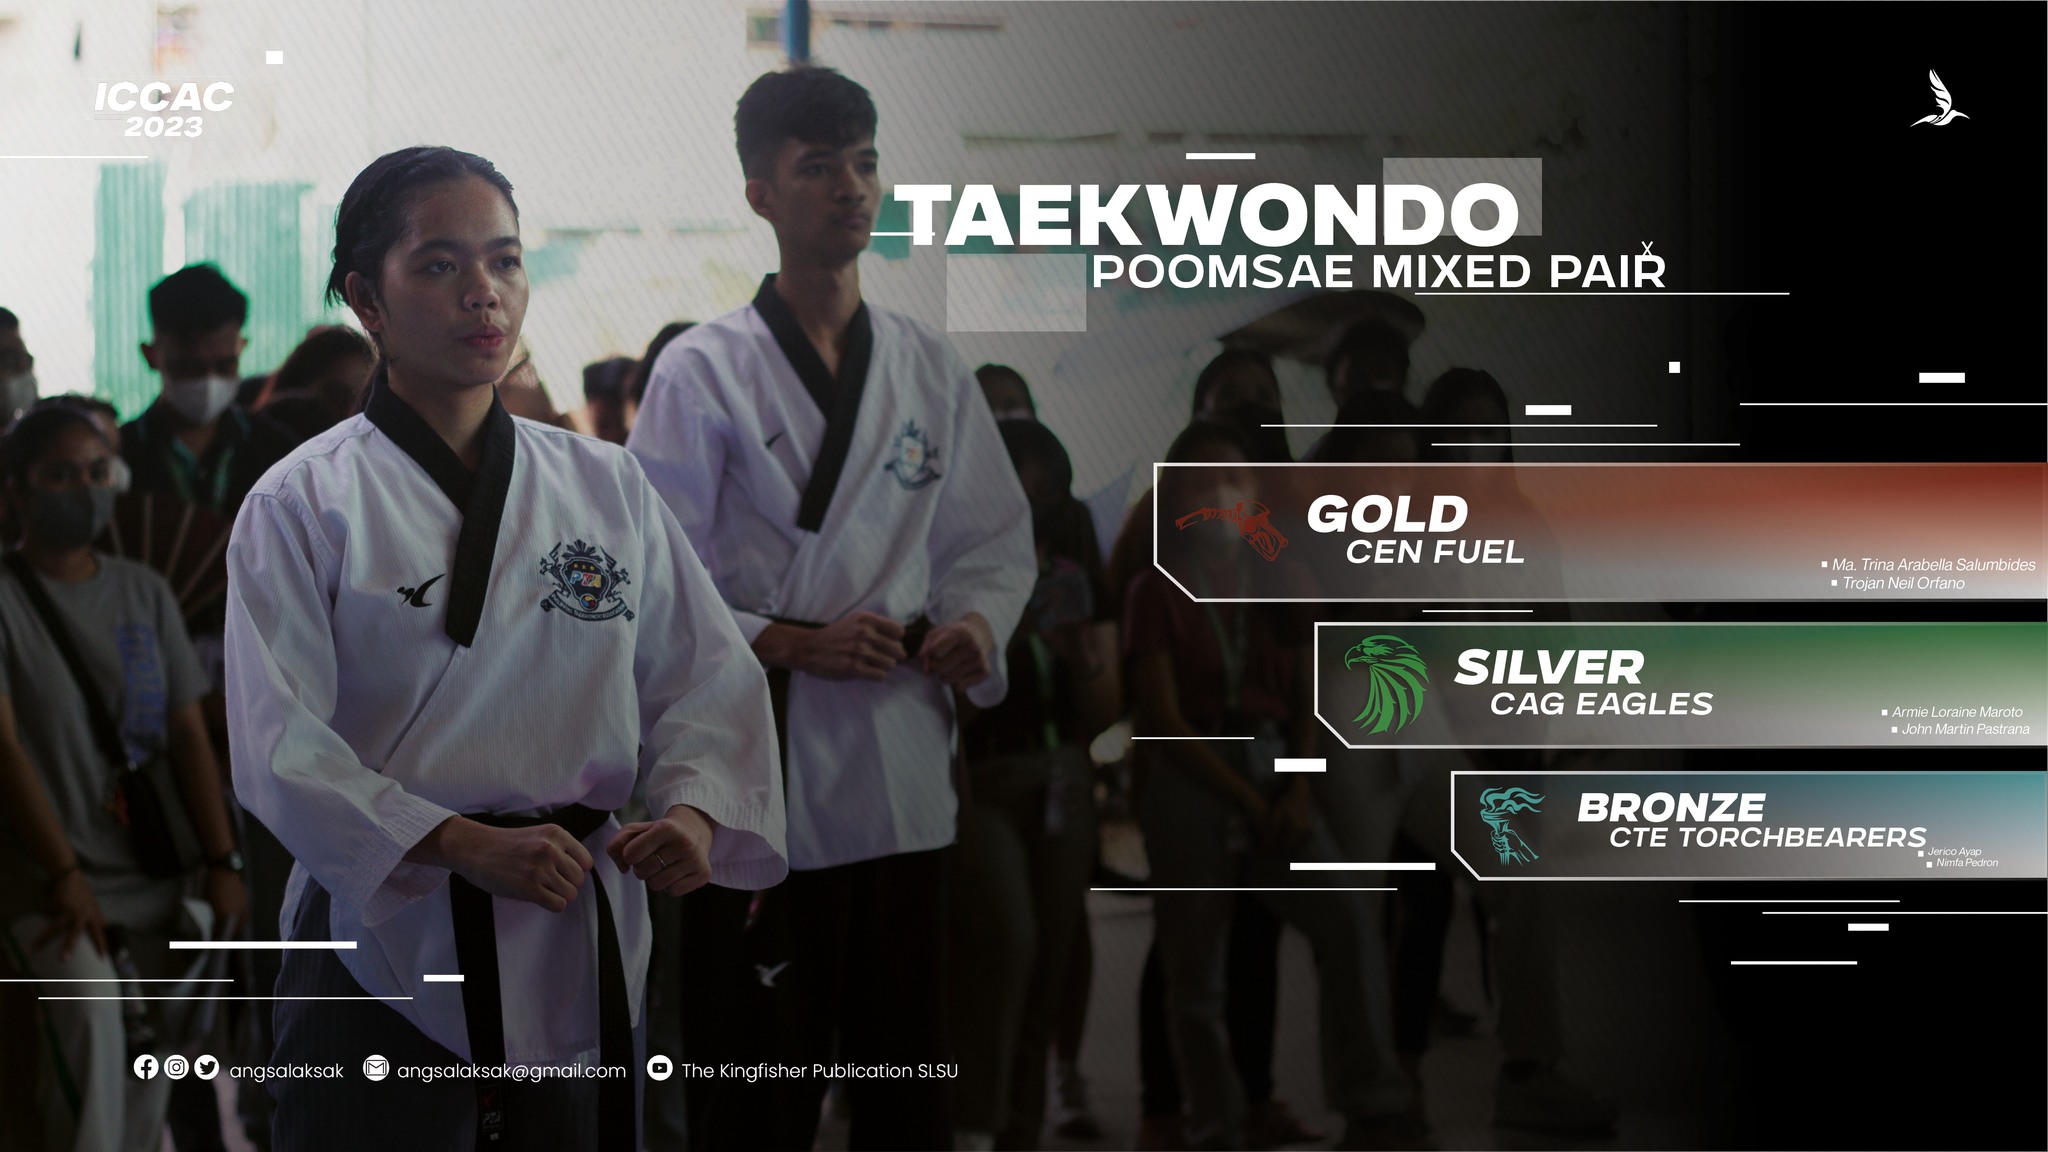 ICCAC
2023
TAEKWONDO
POOMSAE MIXED PAIR
X
GOLD
CEN FUEL
Ma. Trina Arabella Salumbides
Trojan Neil Orfano
SILVER
CAG EAGLES
Armie Loraine Maroto
John Martin Pastrana
BRONZE
CTE TORCHBEARERS
Jerico Ayap
Nimfa Pedron
angsalaksak angsalaksak@gmail.com The Kingfisher Publication SLSU